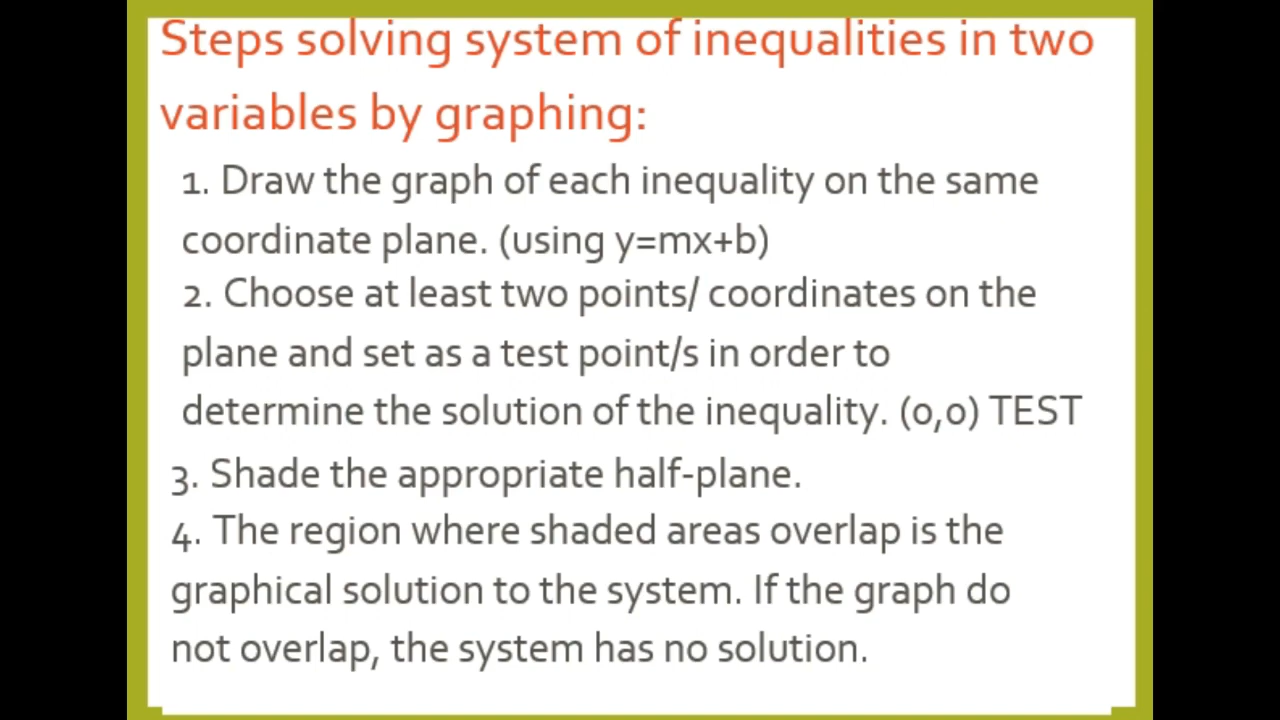 Steps solving system of inequalities in two
variables by graphing:
1. Draw the graph of each inequality on the same
coordinate plane. (using y=mx+b)
2. Choose at least two points/ coordinates on the
plane and set as a test point/s in order to
determine the solution of the inequality. (0,0) TEST
3. Shade the appropriate half-plane.
4. The region where shaded areas overlap is the
graphical solution to the system. If the graph do
not overlap, the system has no solution.